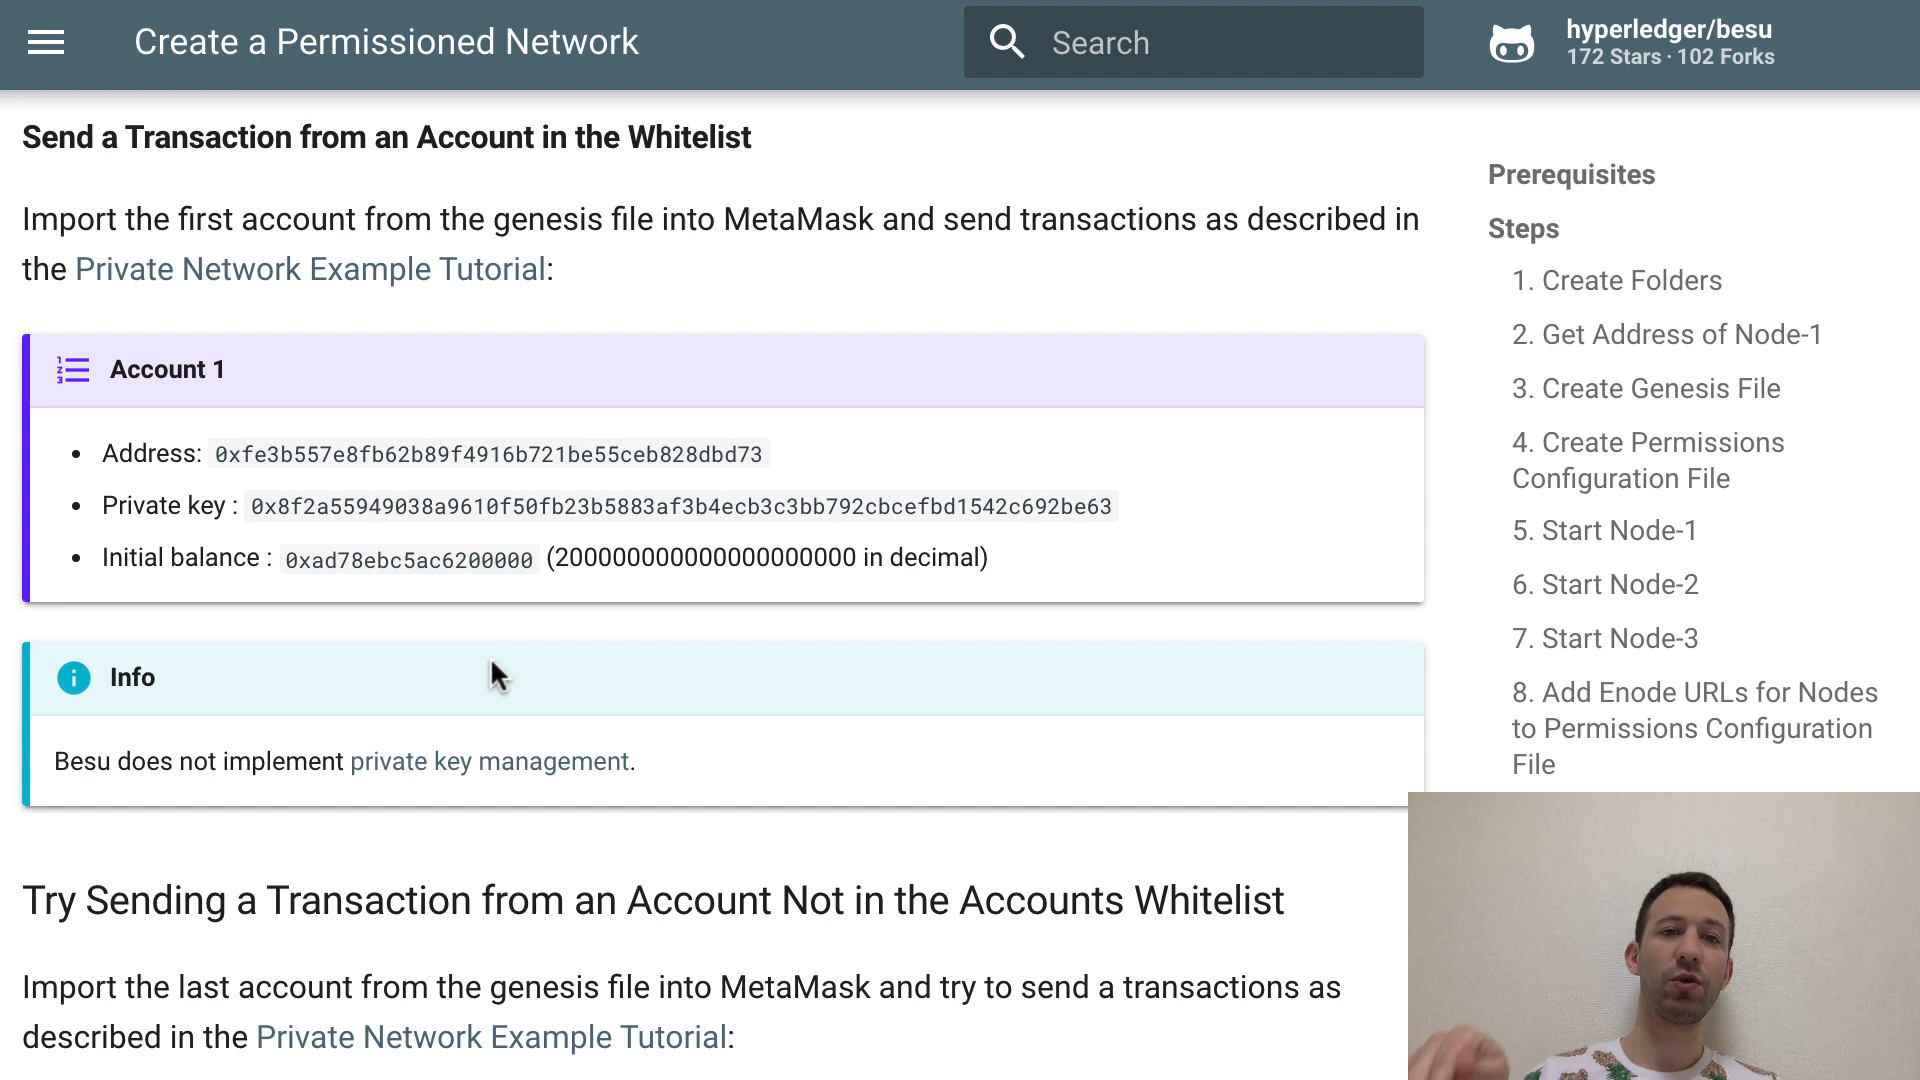 Create a Permissioned Network
Search
hyperledger/besu
172 Stars · 102 Forks
Send a Transaction from an Account in the Whitelist
Import the first account from the genesis file into MetaMask and send transactions as described in
the Private Network Example Tutorial:
Account 1
• Address: 0xfe3b557e8fb62b89f4916b721be55ceb828dbd73
• Private key : 0x8f2a55949038a9610f50fb23b5883af3b4ecb3c3bb792cbcefbd1542c692be63
• Initial balance : 0xad78ebc5ac6200000 (200000000000000000000 in decimal)
Info
Besu does not implement private key management.
Try Sending a Transaction from an Account Not in the Accounts Whitelist
Import the last account from the genesis file into MetaMask and try to send a transactions as
described in the Private Network Example Tutorial:
Prerequisites
Steps
1. Create Folders
2. Get Address of Node-1
3. Create Genesis File
4. Create Permissions
Configuration File
5. Start Node-1
6. Start Node-2
7. Start Node-3
8. Add Enode URLs for Nodes
to Permissions Configuration
File